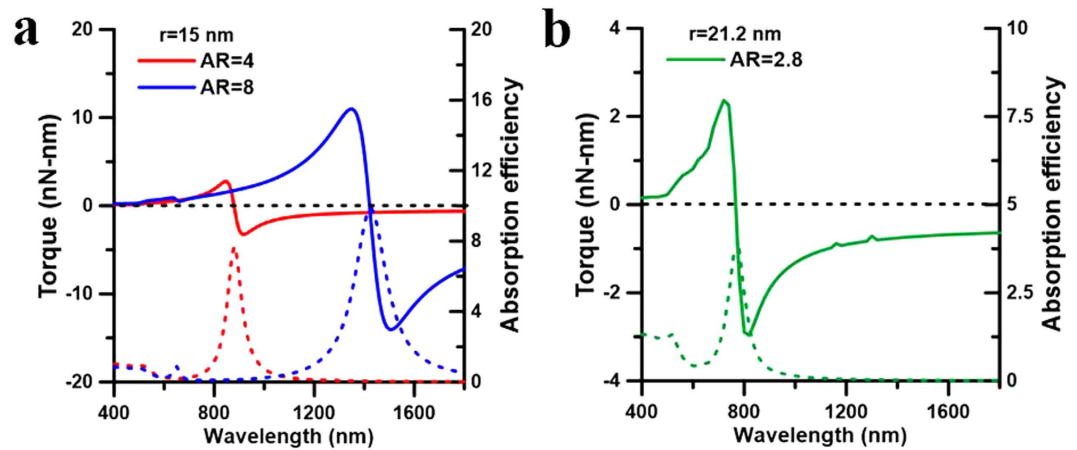 a
r=15 nm
AR=4
AR=8
Torque (nN-nm)
20
10
0
-10
-20
20
16
12
8
4
0
Absorption efficiency
400
800
1200
1600
Wavelength (nm)
b
r=21.2 nm
AR=2.8
Torque (nN-nm)
4
2
0
-2
-4
10
7.5
5
2.5
0
Absorption efficiency
400
800
1200
1600
Wavelength (nm)